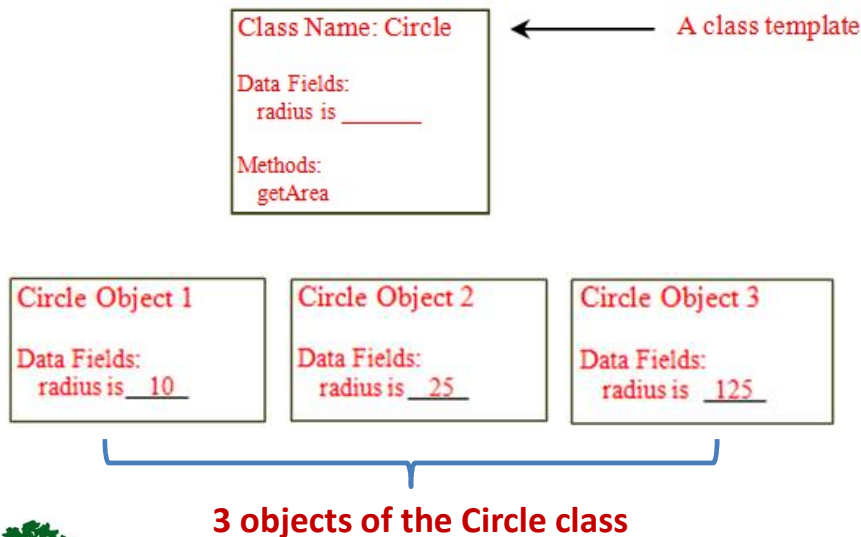 Class Name: Circle
A class template
Data Fields:
radius is _______
Methods:
getArea
Circle Object 1
Data Fields:
radius is 10
Circle Object 2
Data Fields:
radius is 25
Circle Object 3
Data Fields:
radius is 125
3 objects of the Circle class